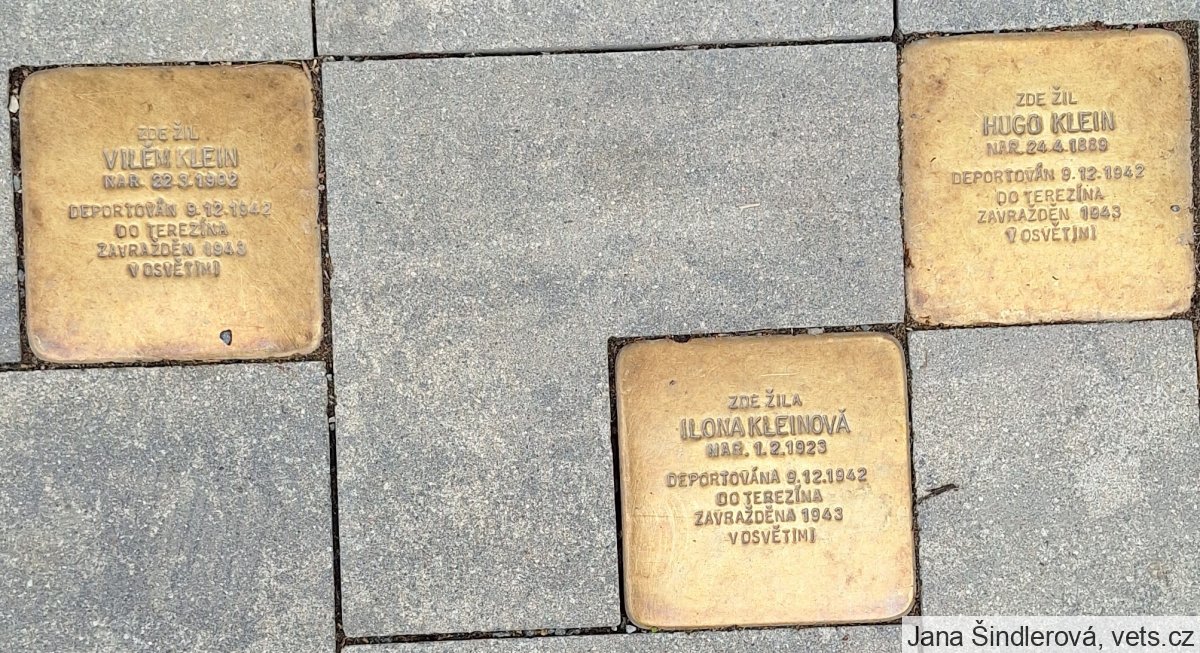 ZDE ŽIL
VILÉM KLEIN
NAR. 22.3.1902
DEPORTOVÁN 9.12.1942
DO TEREZÍNA
ZAVRAŽDĚN 1943
V OSVĚTIMI
ZDE ŽIL
HUGO KLEIN
NAR. 24.4.1889
DEPORTOVÁN 9.12.1942
DO TEREZÍNA
ZAVRAŽDĚN 1943
V OSVĚTIMI
ZDE ŽILA
ILONA KLEINOVÁ
NAR. 1.2.1923
DEPORTOVÁNA 9.12.1942
DO TEREZÍNA
ZAVRAŽDĚNA 1943
V OSVĚTIMI
Jana Šindlerová, vets.cz